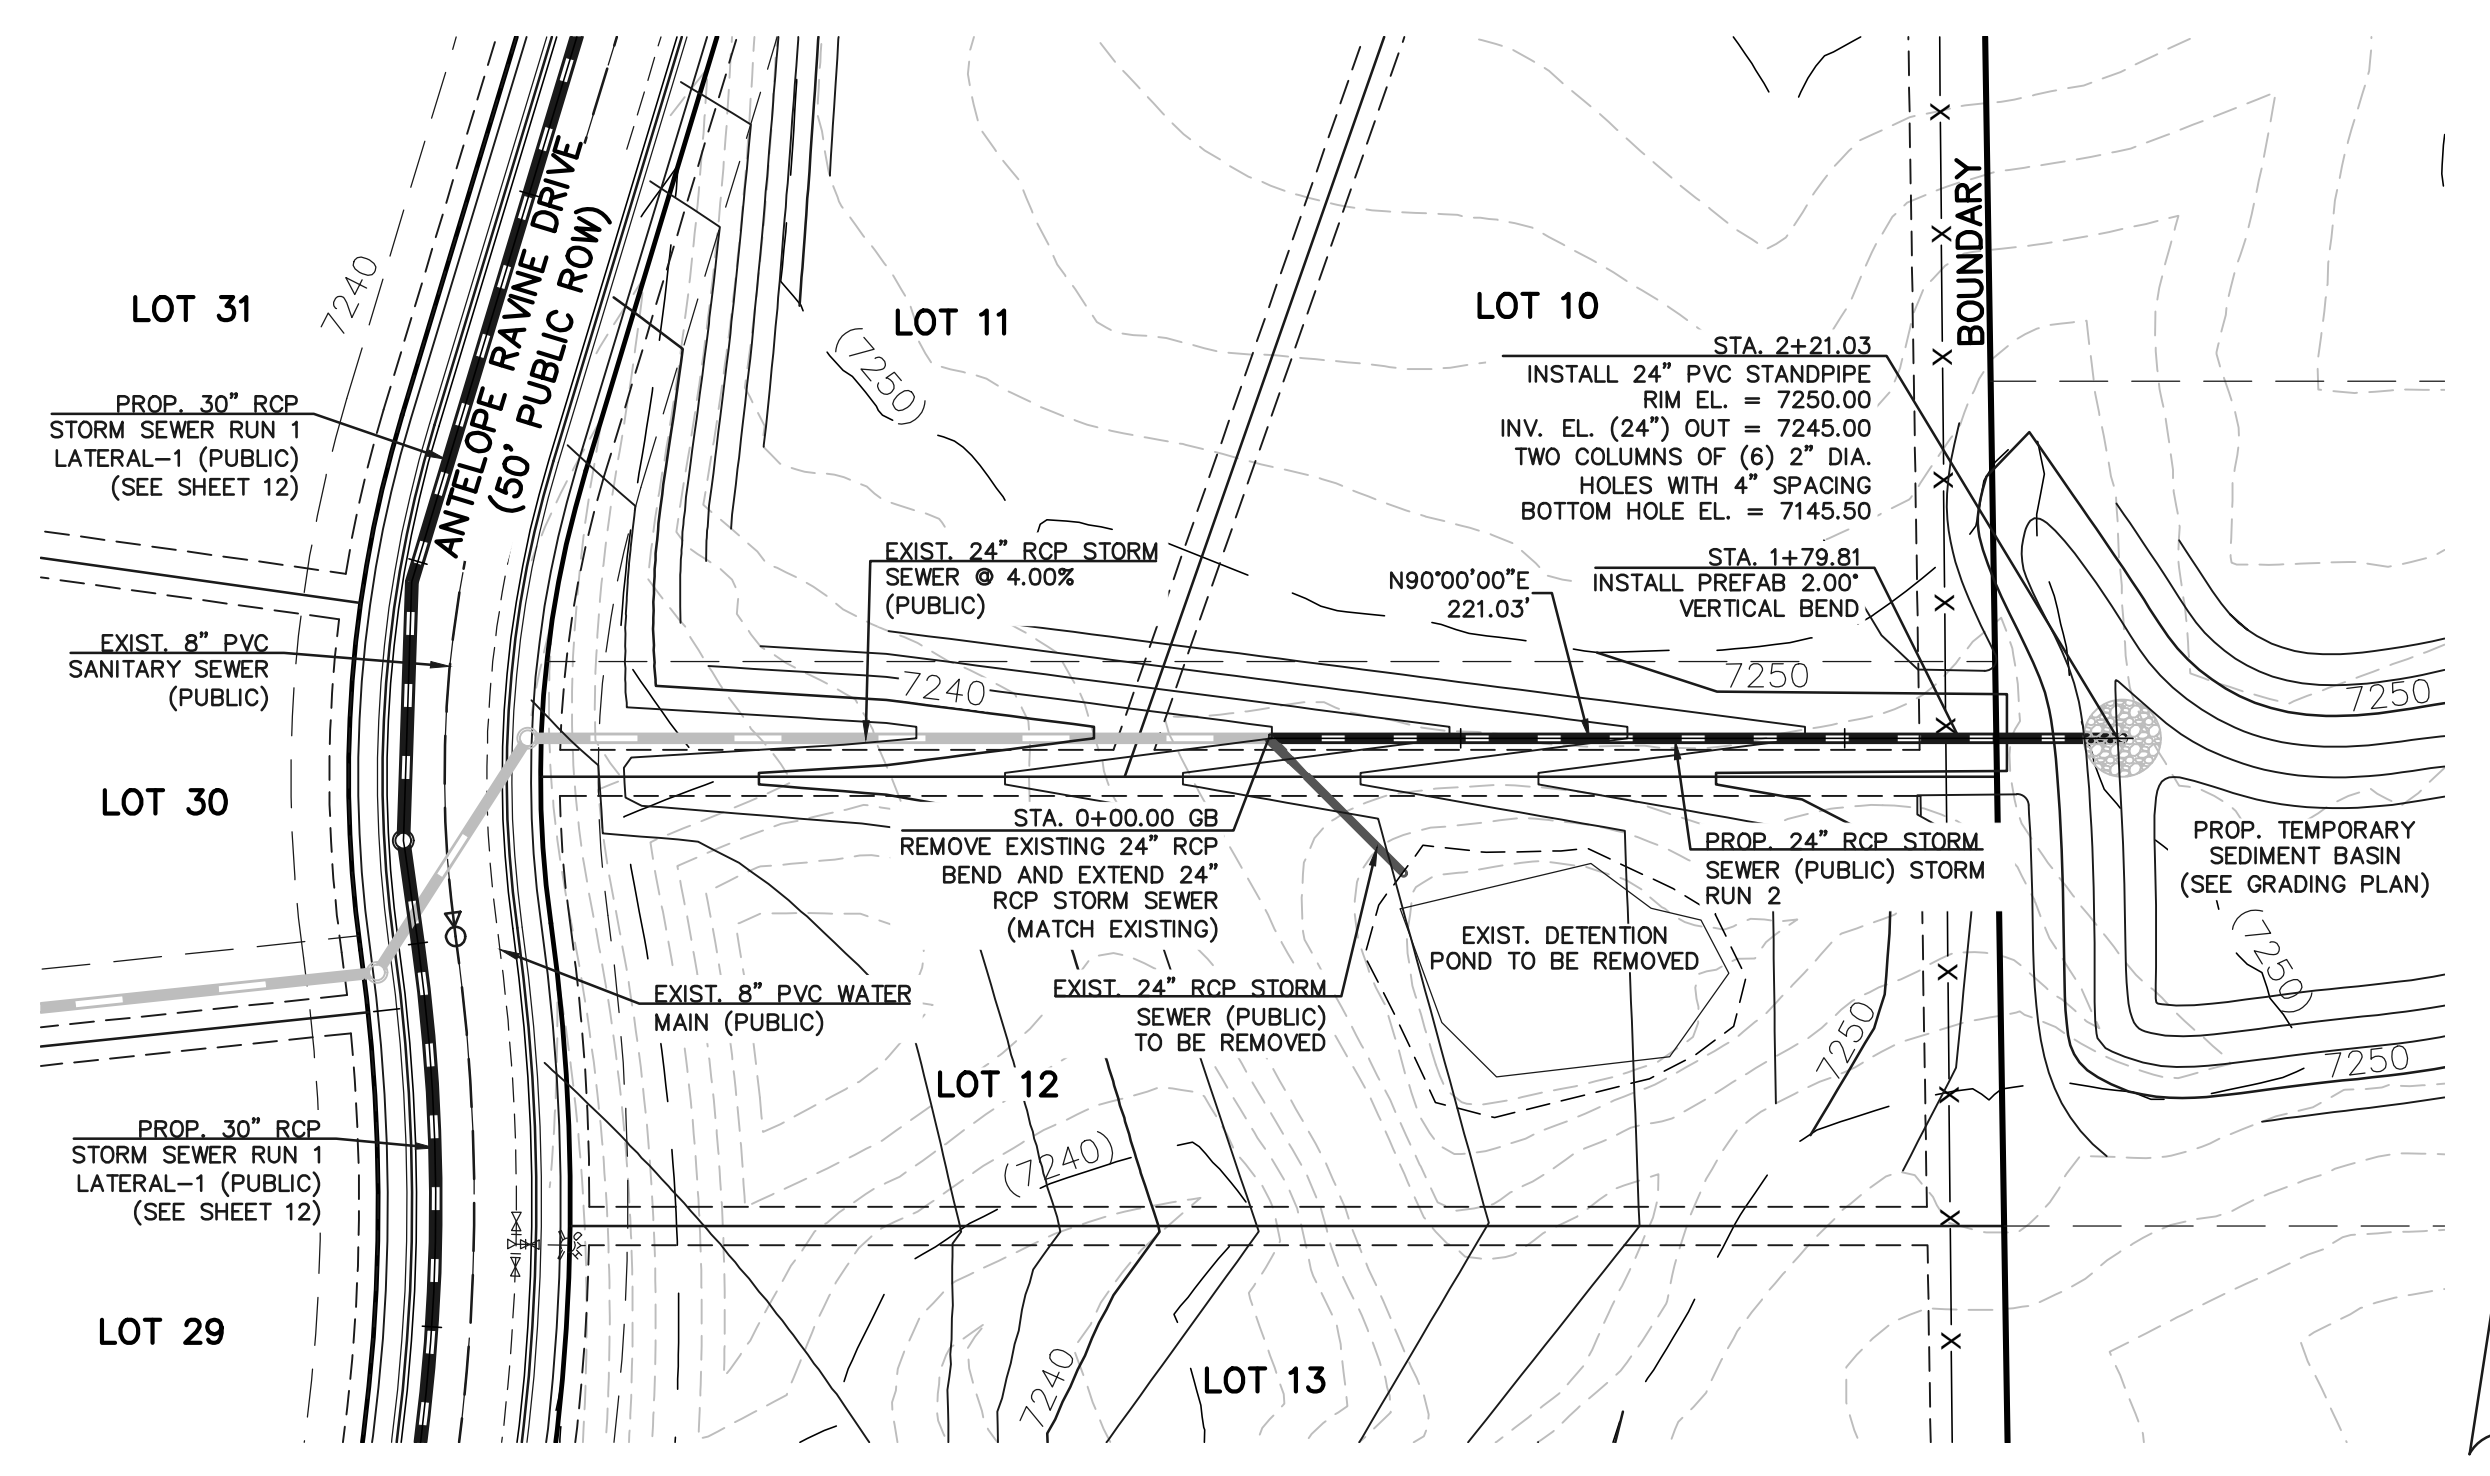 ANTELOPE RAVINE DRIVE
(50' PUBLIC ROW)
LOT 31
7240
PROP. 30" RCP
STORM SEWER RUN 1
LATERAL-1 (PUBLIC)
(SEE SHEET 12)
EXIST. 8" PVC
SANITARY SEWER
(PUBLIC)
LOT 30
PROP. 30" RCP
STORM SEWER RUN 1
LATERAL-1 (PUBLIC)
(SEE SHEET 12)
LOT 29
LOT 11
(7250)
EXIST. 24" RCP STORM
SEWER @ 4.00%
(PUBLIC)
7240
LOT 10
BOUNDARY
STA. 2+21.03
INSTALL 24" PVC STANDPIPE
RIM EL. = 7250.00
INV. EL. (24") OUT = 7245.00
TWO COLUMNS OF (6) 2" DIA.
HOLES WITH 4" SPACING
BOTTOM HOLE EL. = 7145.50
STA. 1+79.81
INSTALL PREFAB 2.00°
VERTICAL BEND
N90°00'00"E
221.03'
7250
7250
X
X
X
X
X
X
X
X
X
X
X
STA. 0+00.00 GB
REMOVE EXISTING 24" RCP
BEND AND EXTEND 24"
RCP STORM SEWER
(MATCH EXISTING)
PROP. 24" RCP STORM
SEWER (PUBLIC) STORM
RUN 2
PROP. TEMPORARY
SEDIMENT BASIN
(SEE GRADING PLAN)
(7250)
EXIST. DETENTION
POND TO BE REMOVED
EXIST. 8" PVC WATER
MAIN (PUBLIC)
EXIST. 24" RCP STORM
SEWER (PUBLIC)
TO BE REMOVED
7250
7250
LOT 12
(7240)
7240
LOT 13